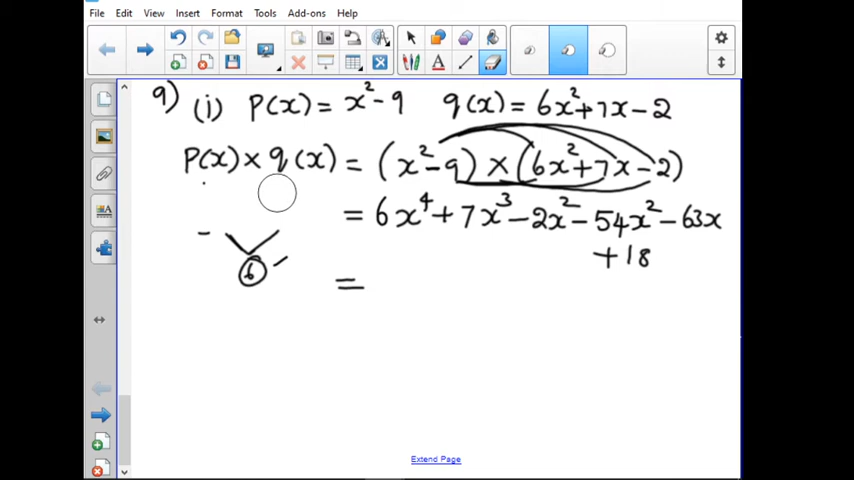 File Edit View Insert Format Tools Add-ons Help
9) (i) P(x) = x²-9 q(x) = 6x²+7x-2
P(x) × q(x) = (x²-9) × (6x²+7x-2)
= 6x⁴ + 7x³ - 2x² - 54x² - 63x
+ 18
-
6 -
=
Extend Page